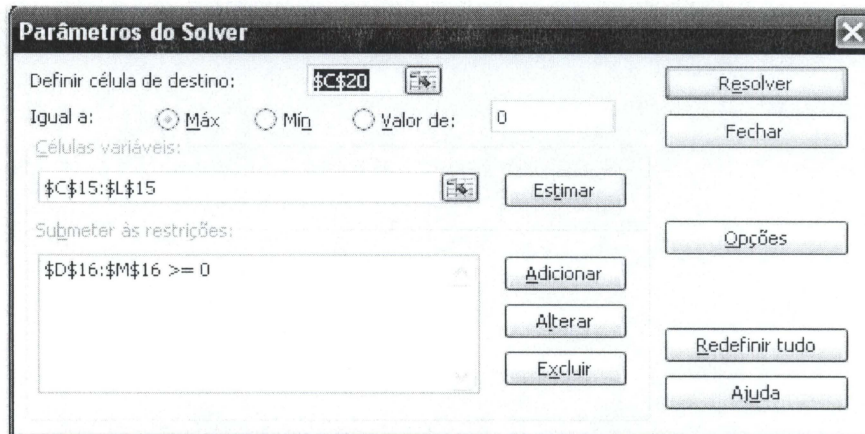 Parâmetros do Solver
Definir célula de destino: $C$20
Igual a: Máx Mín Valor de: 0
Células variáveis:
$C$15:$L$15
Estimar
Submeter às restrições:
$D$16:$M$16 >= 0
Adicionar
Alterar
Excluir
Resolver
Fechar
Opções
Redefinir tudo
Ajuda